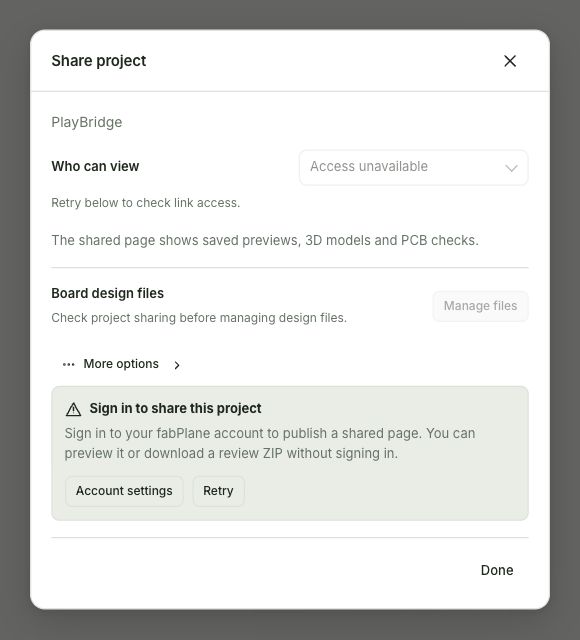 Share project
PlayBridge
Who can view
Access unavailable
Retry below to check link access.
The shared page shows saved previews, 3D models and PCB checks.
Board design files
Check project sharing before managing design files.
Manage files
More options
Sign in to share this project
Sign in to your fabPlane account to publish a shared page. You can
preview it or download a review ZIP without signing in.
Account settings
Retry
Done